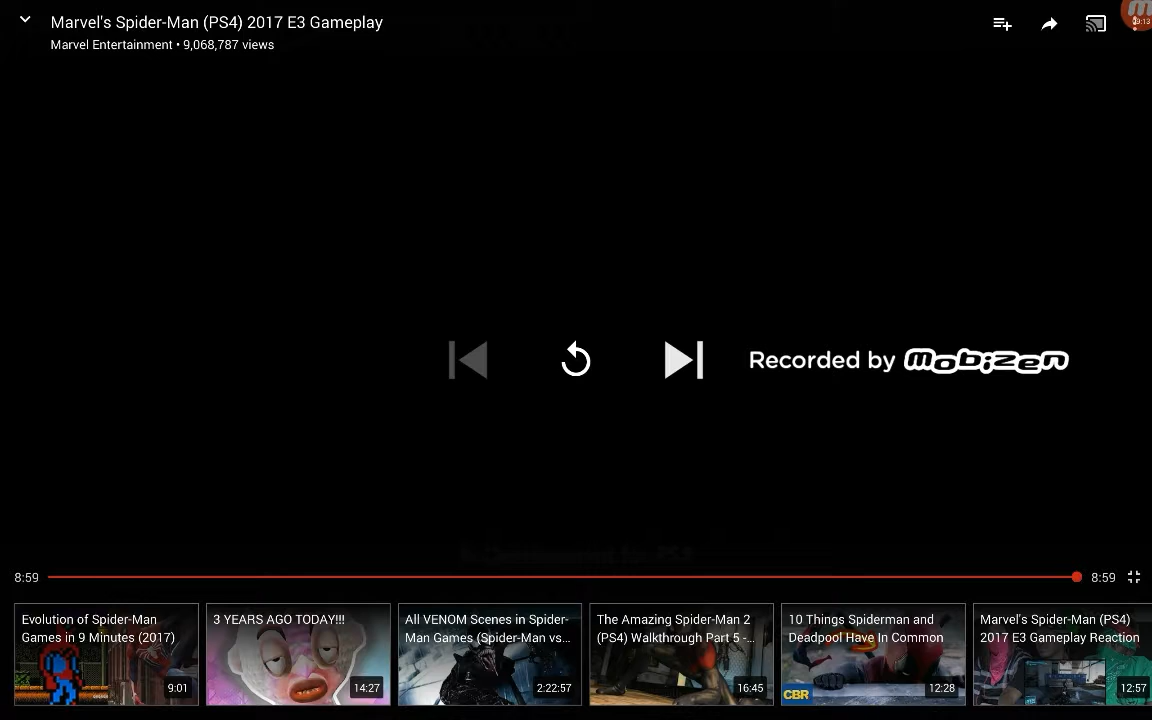 Marvel's Spider-Man (PS4) 2017 E3 Gameplay
Marvel Entertainment • 9,068,787 views
09:13
Recorded by mobizen
8:59
8:59
Evolution of Spider-Man
Games in 9 Minutes (2017)
9:01
3 YEARS AGO TODAY!!!
14:27
All VENOM Scenes in Spider-
Man Games (Spider-Man vs...
2:22:57
The Amazing Spider-Man 2
(PS4) Walkthrough Part 5 -...
16:45
10 Things Spiderman and
Deadpool Have In Common
CBR
12:28
Marvel's Spider-Man (PS4)
2017 E3 Gameplay Reaction
12:57